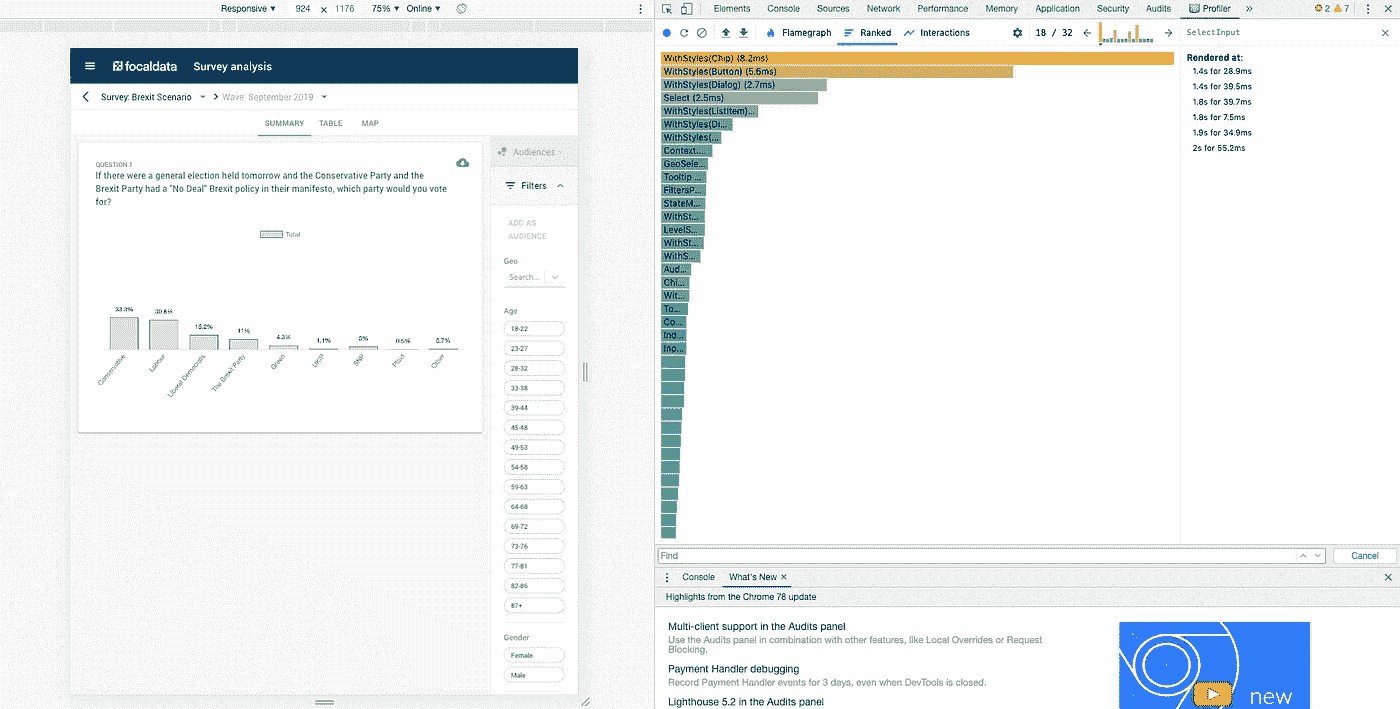 Responsive ▾ 924 x 1176 75% ▾ Online ▾
focaldata Survey analysis
Survey: Brexit Scenario Wave: September 2019
SUMMARY TABLE MAP
QUESTION 1
If there were a general election held tomorrow and the Conservative Party and the
Brexit Party had a "No Deal" Brexit policy in their manifesto, which party would you vote
for?
Total
33.3% 30.8% 15.2% 11% 4.3% 1.1% 3% 0.5% 0.7%
Conservative Labour Liberal Democrats The Brexit Party Green UKIP SNP Plaid Other
Audiences
Filters
ADD AS
AUDIENCE
Geo
Search...
Age
18-22
23-27
28-32
33-38
39-44
45-48
49-53
54-58
59-63
64-68
69-72
73-76
77-81
82-86
87+
Gender
Female
Male
Elements Console Sources Network Performance Memory Application Security Audits Profiler » 2 7
Flamegraph Ranked Interactions 18 / 32 SelectInput
WithStyles(Chip) (8.2ms)
WithStyles(Button) (5.6ms)
WithStyles(Dialog) (2.7ms)
Select (2.5ms)
WithStyles(ListItem)...
WithStyles(Di...
WithStyles(...
Context....
GeoSele...
Tooltip ...
FiltersP...
StateM...
WithSt...
LevelS...
WithSt...
WithS...
Aud...
Chi...
Wit...
To...
Co...
Ind...
Inp...
Rendered at:
1.4s for 28.9ms
1.4s for 39.5ms
1.8s for 39.7ms
1.8s for 7.5ms
1.9s for 34.9ms
2s for 55.2ms
Find Cancel
Console What's New ×
Highlights from the Chrome 78 update
Multi-client support in the Audits panel
Use the Audits panel in combination with other features, like Local Overrides or Request
Blocking.
Payment Handler debugging
Record Payment Handler events for 3 days, even when DevTools is closed.
Lighthouse 5.2 in the Audits panel
new